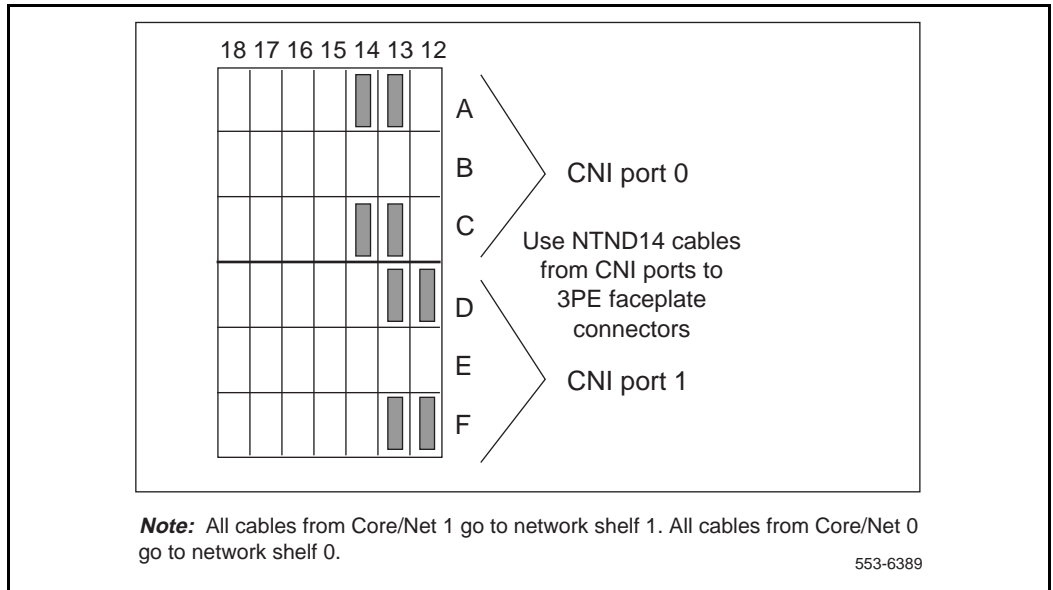 18 17 16 15 14 13 12
A
B
CNI port 0
C
Use NTND14 cables
from CNI ports to
3PE faceplate
connectors
D
E
CNI port 1
F
Note: All cables from Core/Net 1 go to network shelf 1. All cables from Core/Net 0
go to network shelf 0.
553-6389